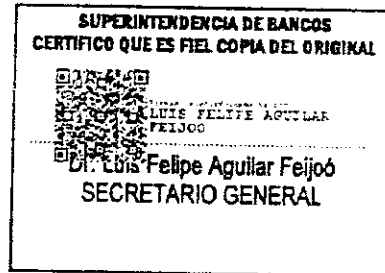 SUPERINTENDENCIA DE BANCOS
CERTIFICO QUE ES FIEL COPIA DEL ORIGINAL
LUIS FELIPE AGUILAR
FEIJOO
Dr. Luis Felipe Aguilar Feijoó
SECRETARIO GENERAL